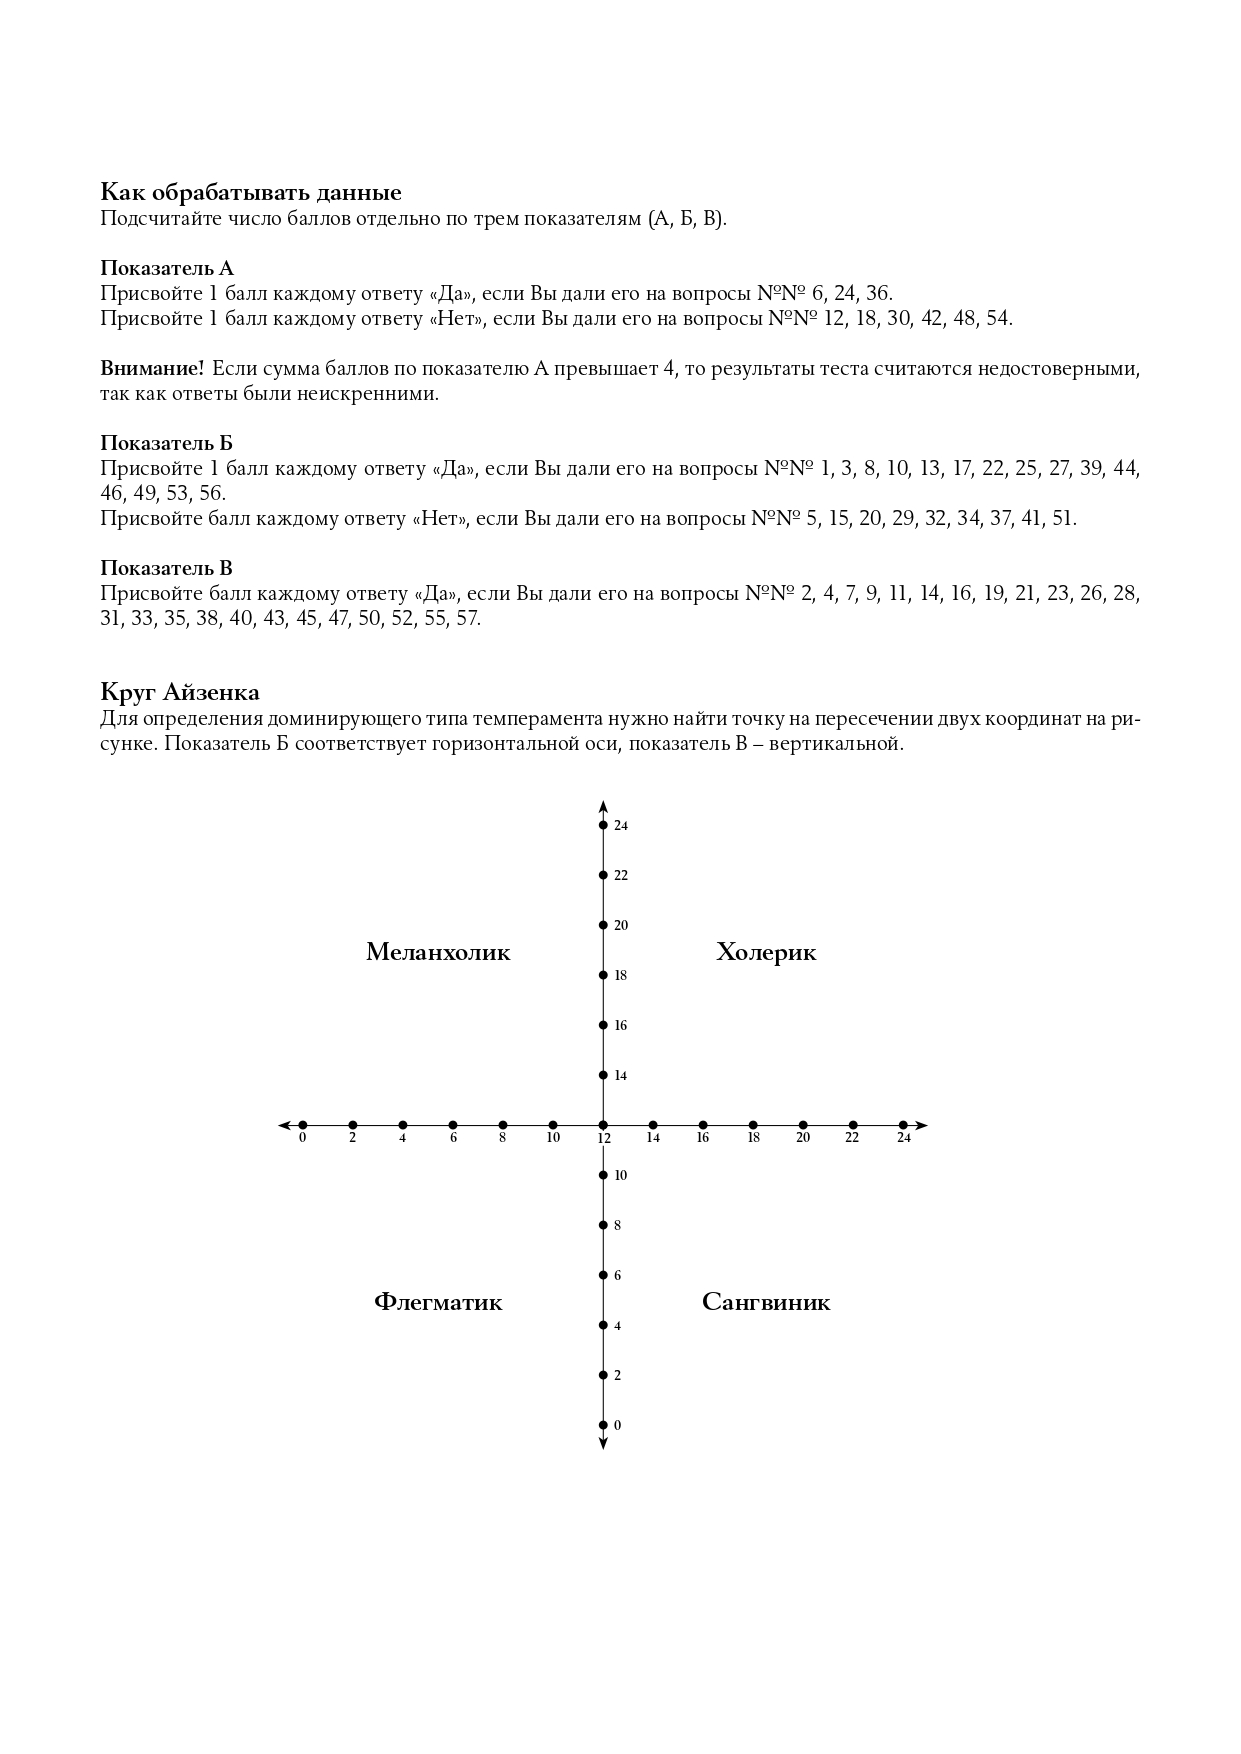 Как обрабатывать данные
Подсчитайте число баллов отдельно по трем показателям (А, Б, В).
Показатель А
Присвойте 1 балл каждому ответу «Да», если Вы дали его на вопросы №№ 6, 24, 36.
Присвойте 1 балл каждому ответу «Нет», если Вы дали его на вопросы №№ 12, 18, 30, 42, 48, 54.
Внимание! Если сумма баллов по показателю А превышает 4, то результаты теста считаются недостоверными,
так как ответы были неискренними.
Показатель Б
Присвойте 1 балл каждому ответу «Да», если Вы дали его на вопросы №№ 1, 3, 8, 10, 13, 17, 22, 25, 27, 39, 44,
46, 49, 53, 56.
Присвойте балл каждому ответу «Нет», если Вы дали его на вопросы №№ 5, 15, 20, 29, 32, 34, 37, 41, 51.
Показатель В
Присвойте балл каждому ответу «Да», если Вы дали его на вопросы №№ 2, 4, 7, 9, 11, 14, 16, 19, 21, 23, 26, 28,
31, 33, 35, 38, 40, 43, 45, 47, 50, 52, 55, 57.
Круг Айзенка
Для определения доминирующего типа темперамента нужно найти точку на пересечении двух координат на ри-
сунке. Показатель Б соответствует горизонтальной оси, показатель В – вертикальной.
24
22
20
Меланхолик Холерик
18
16
14
0 2 4 6 8 10 12 14 16 18 20 22 24
10
8
6
Флегматик Сангвиник
4
2
0